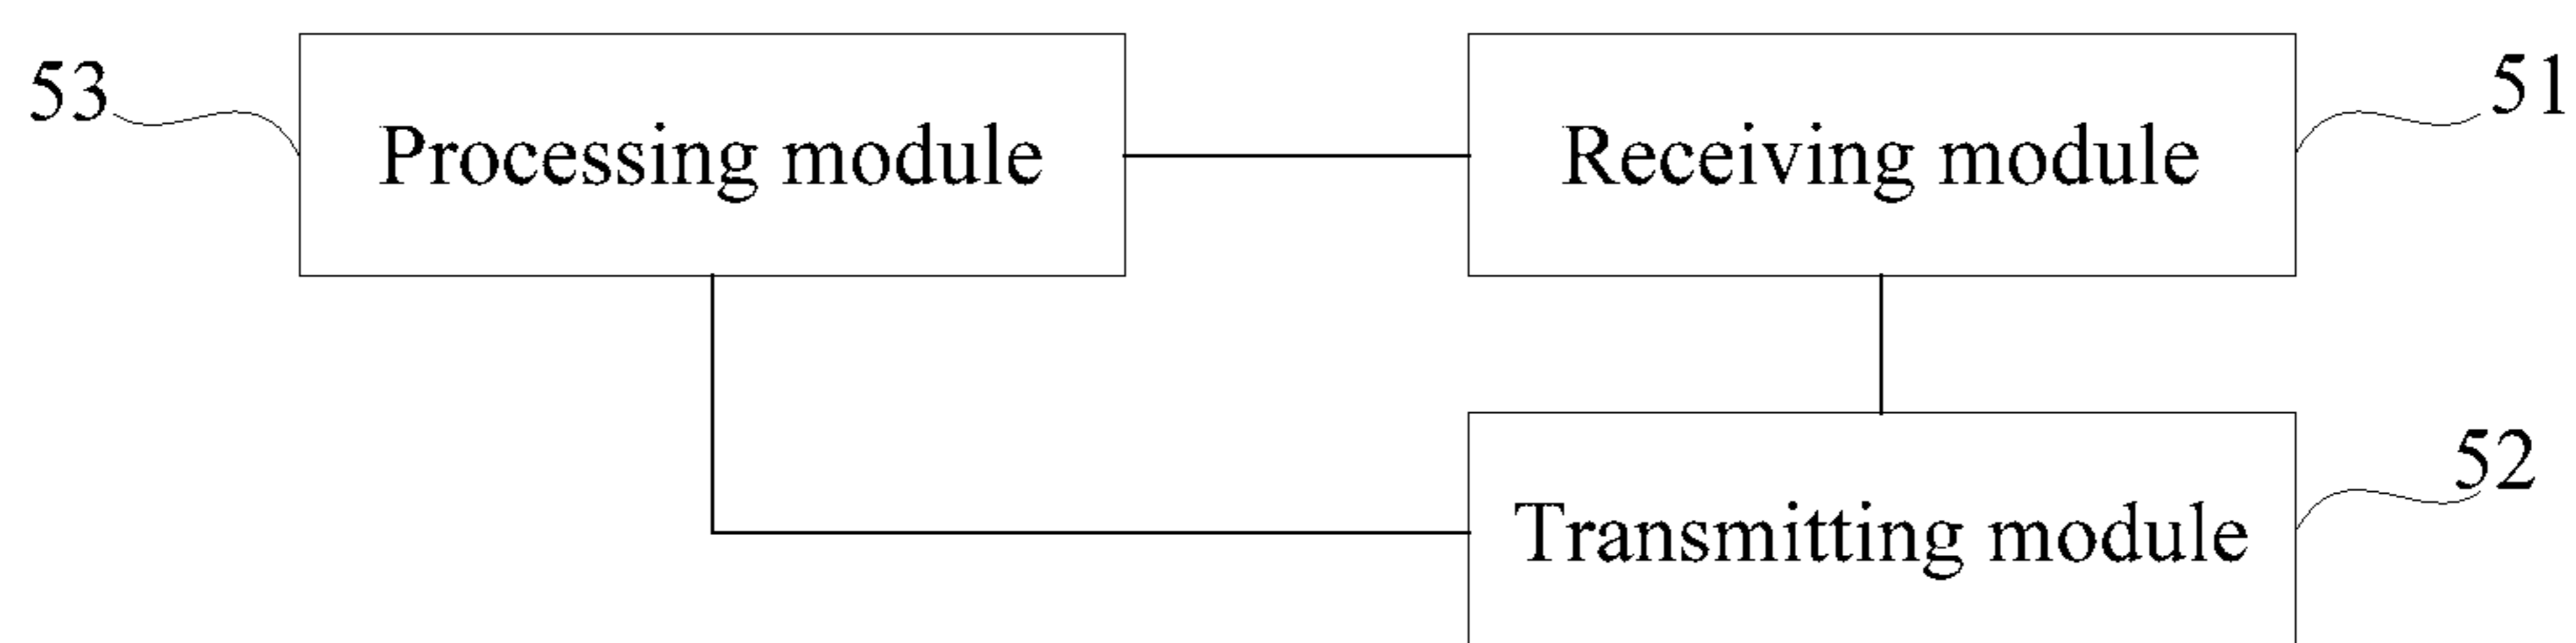 53
Processing module
Receiving module
51
Transmitting module
52